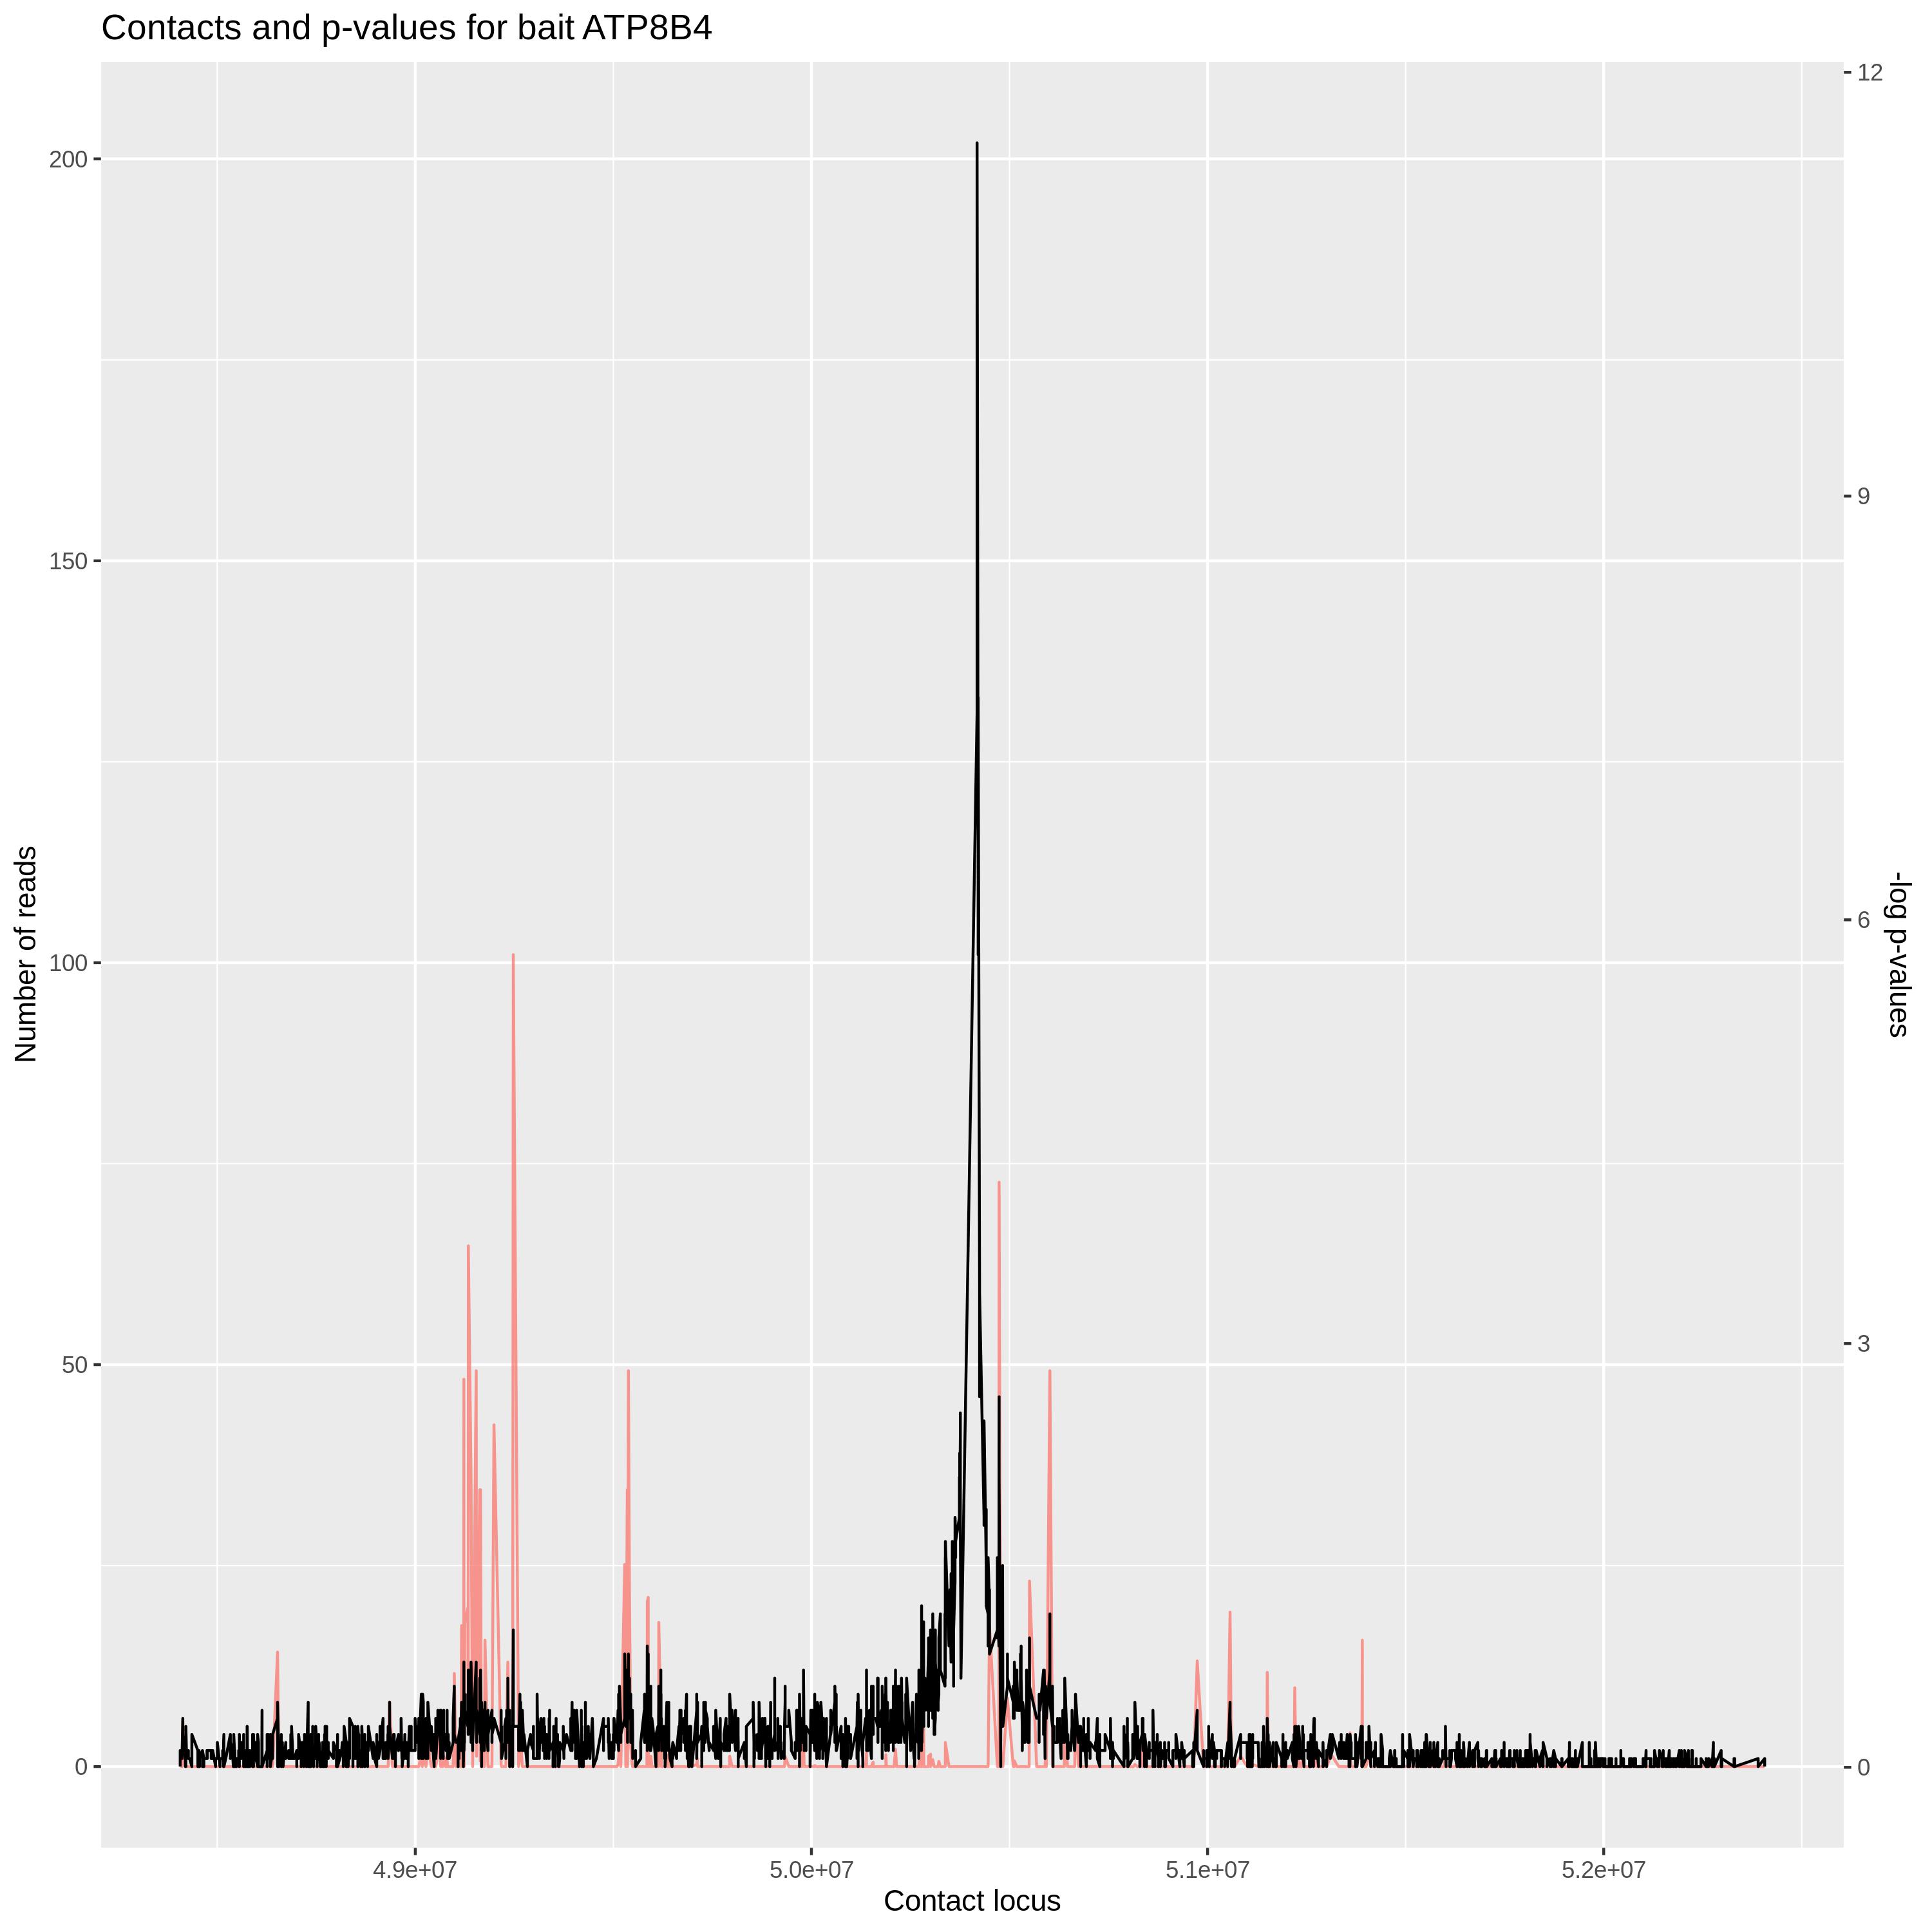 Contacts and p-values for bait ATP8B4
200
150
100
50
0
12
9
6
3
0
Number of reads
-log p-values
4.9e+07 5.0e+07 5.1e+07 5.2e+07
Contact locus